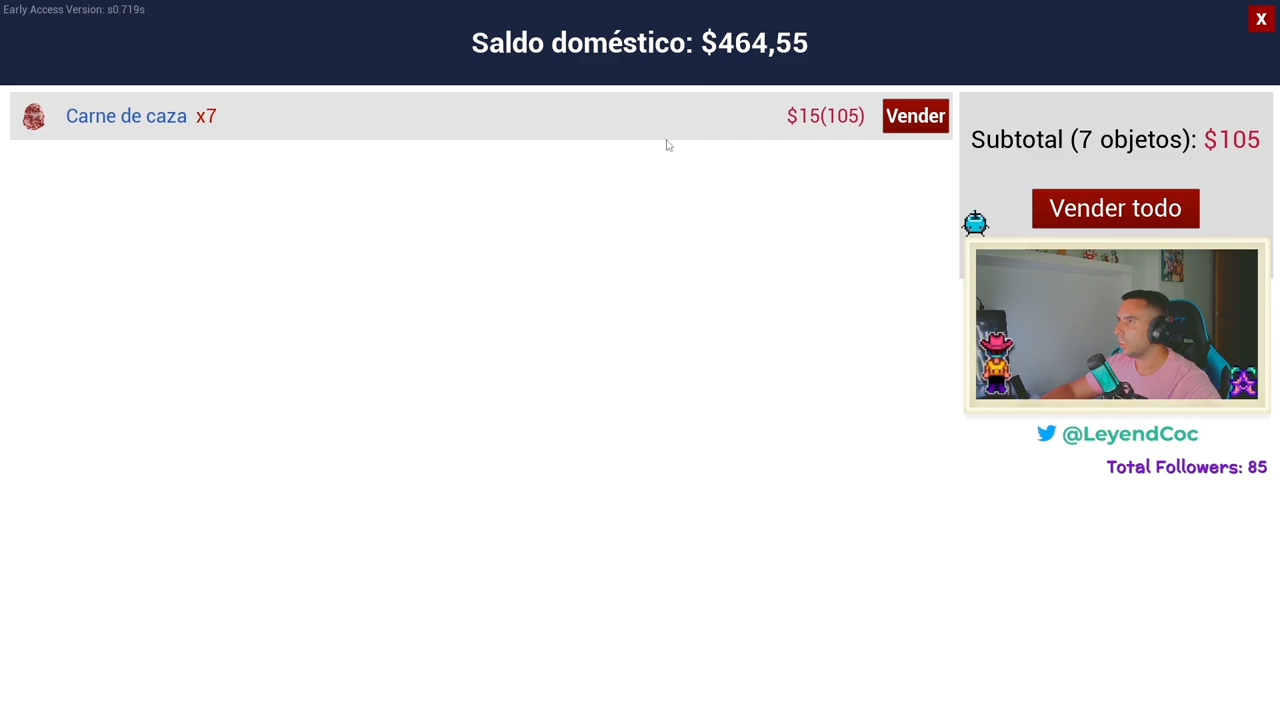 Early Access Version: s0.719s
X
Saldo doméstico: $464,55
Carne de caza x7 $15(105) Vender
Subtotal (7 objetos): $105
Vender todo
@LeyendCoc
Total Followers: 85